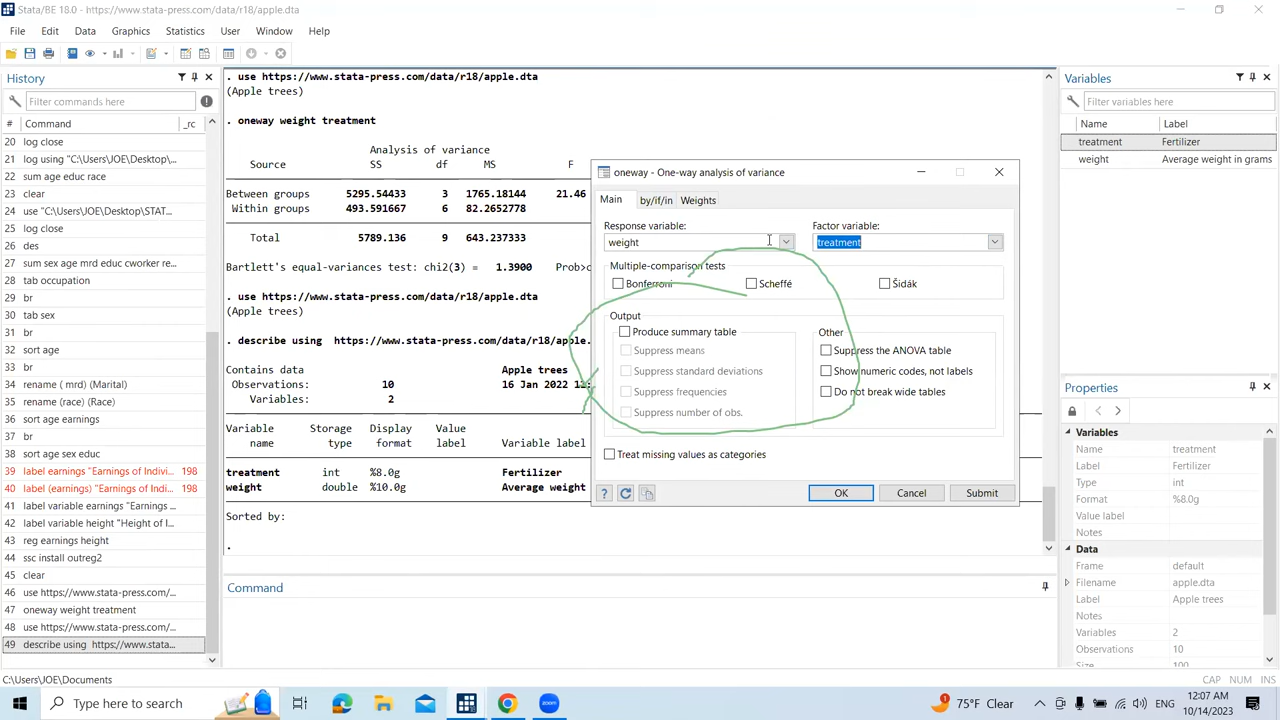 Stata/BE 18.0 - https://www.stata-press.com/data/r18/apple.dta
File Edit Data Graphics Statistics User Window Help
History
Filter commands here
# Command _rc
20 log close
21 log using "C:\Users\JOE\Desktop\...
22 sum age educ race
23 clear
24 use "C:\Users\JOE\Desktop\STAT...
25 log close
26 des
27 sum sex age mrd educ cworker re...
28 tab occupation
29 br
30 tab sex
31 br
32 sort age
33 br
34 rename ( mrd) (Marital)
35 rename (race) (Race)
36 sort age earnings
37 br
38 sort sex educ
39 label earnings "Earnings of Indivi... 198
40 label (earnings) "Earnings of Indi... 198
41 label variable earnings "Earnings ...
42 label variable height "Height of I...
43 reg earnings height
44 ssc install outreg2
45 clear
46 use https://www.stata-press.com/...
47 oneway weight treatment
48 use https://www.stata-press.com/...
49 describe using https://www.stata...
. use https://www.stata-press.com/data/r18/apple.dta
(Apple trees)
. oneway weight treatment
Analysis of variance
Source SS df MS F
Between groups 5295.54433 3 1765.18144 21.46
Within groups 493.591667 6 82.2652778
Total 5789.136 9 643.237333
Bartlett's equal-variances test: chi2(3) = 1.3900 Prob>c
. use https://www.stata-press.com/data/r18/apple.dta
(Apple trees)
. describe using https://www.stata-press.com/data/r18/apple.
Contains data Apple trees
Observations: 10 16 Jan 2022
Variables: 2
Variable Storage Display Value
name type format label Variable label
treatment int %8.0g Fertilizer
weight double %10.0g Average weight
Sorted by:
.
Command
oneway - One-way analysis of variance
Main by/if/in Weights
Response variable: Factor variable:
weight treatment
Multiple-comparison tests
Bonferroni Scheffé Šidák
Output
Produce summary table
Suppress means
Suppress standard deviations
Suppress frequencies
Suppress number of obs.
Other
Suppress the ANOVA table
Show numeric codes, not labels
Do not break wide tables
Treat missing values as categories
? OK Cancel Submit
Variables
Filter variables here
Name Label
treatment Fertilizer
weight Average weight in grams
Properties
Variables
Name treatment
Label Fertilizer
Type int
Format %8.0g
Value label
Notes
Data
Frame default
Filename apple.dta
Label Apple trees
Notes
Variables 2
Observations 10
Size 100
C:\Users\JOE\Documents
CAP NUM INS
Type here to search
zoom
1
75°F Clear
ENG
12:07 AM
10/14/2023